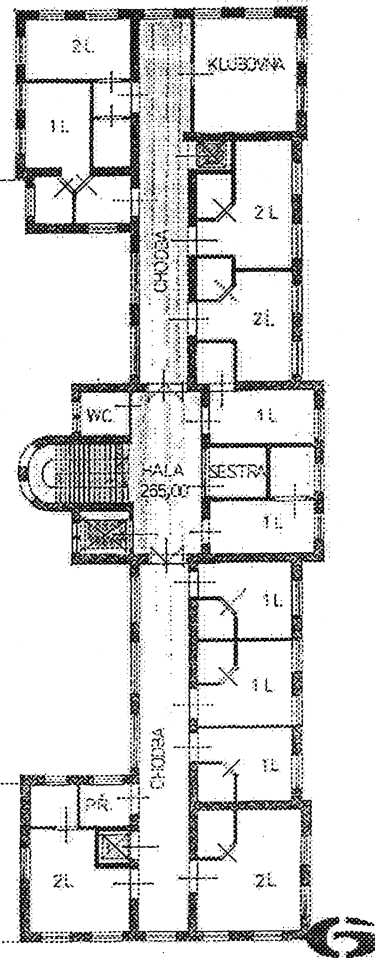 2L
KLUBOVNA
1L
2L
CHODBA
2L
WC
1L
HALA
265,00
SESTRA
1L
1L
1L
CHODBA
1L
PŘ.
2L
2L